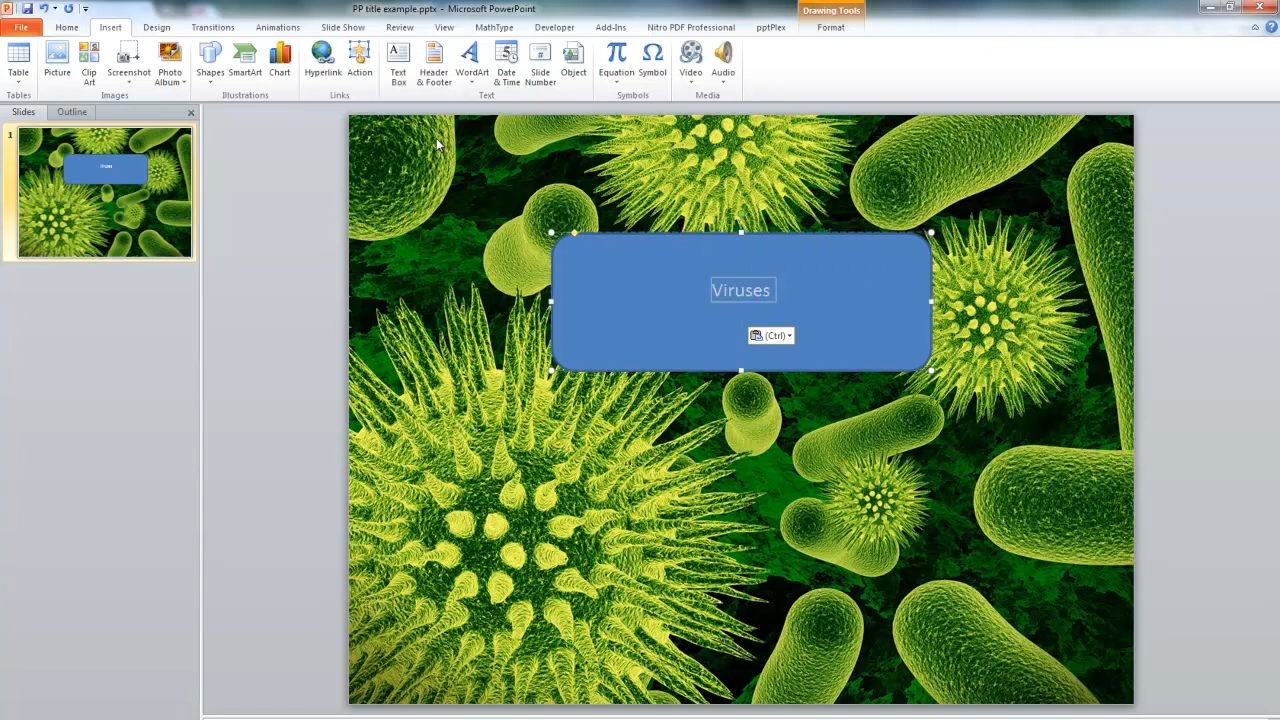 PP title example.pptx - Microsoft PowerPoint
Drawing Tools
File Home Insert Design Transitions Animations Slide Show Review View MathType Developer Add-Ins Nitro PDF Professional pptPlex Format
Table
Picture
Clip
Art
Screenshot
Photo
Album
Shapes
SmartArt
Chart
Hyperlink
Action
Text
Box
Header
& Footer
WordArt
Date
& Time
Slide
Number
Object
Equation
Symbol
Video
Audio
Tables
Images
Illustrations
Links
Text
Symbols
Media
Slides Outline
1
Viruses
Viruses
(Ctrl)